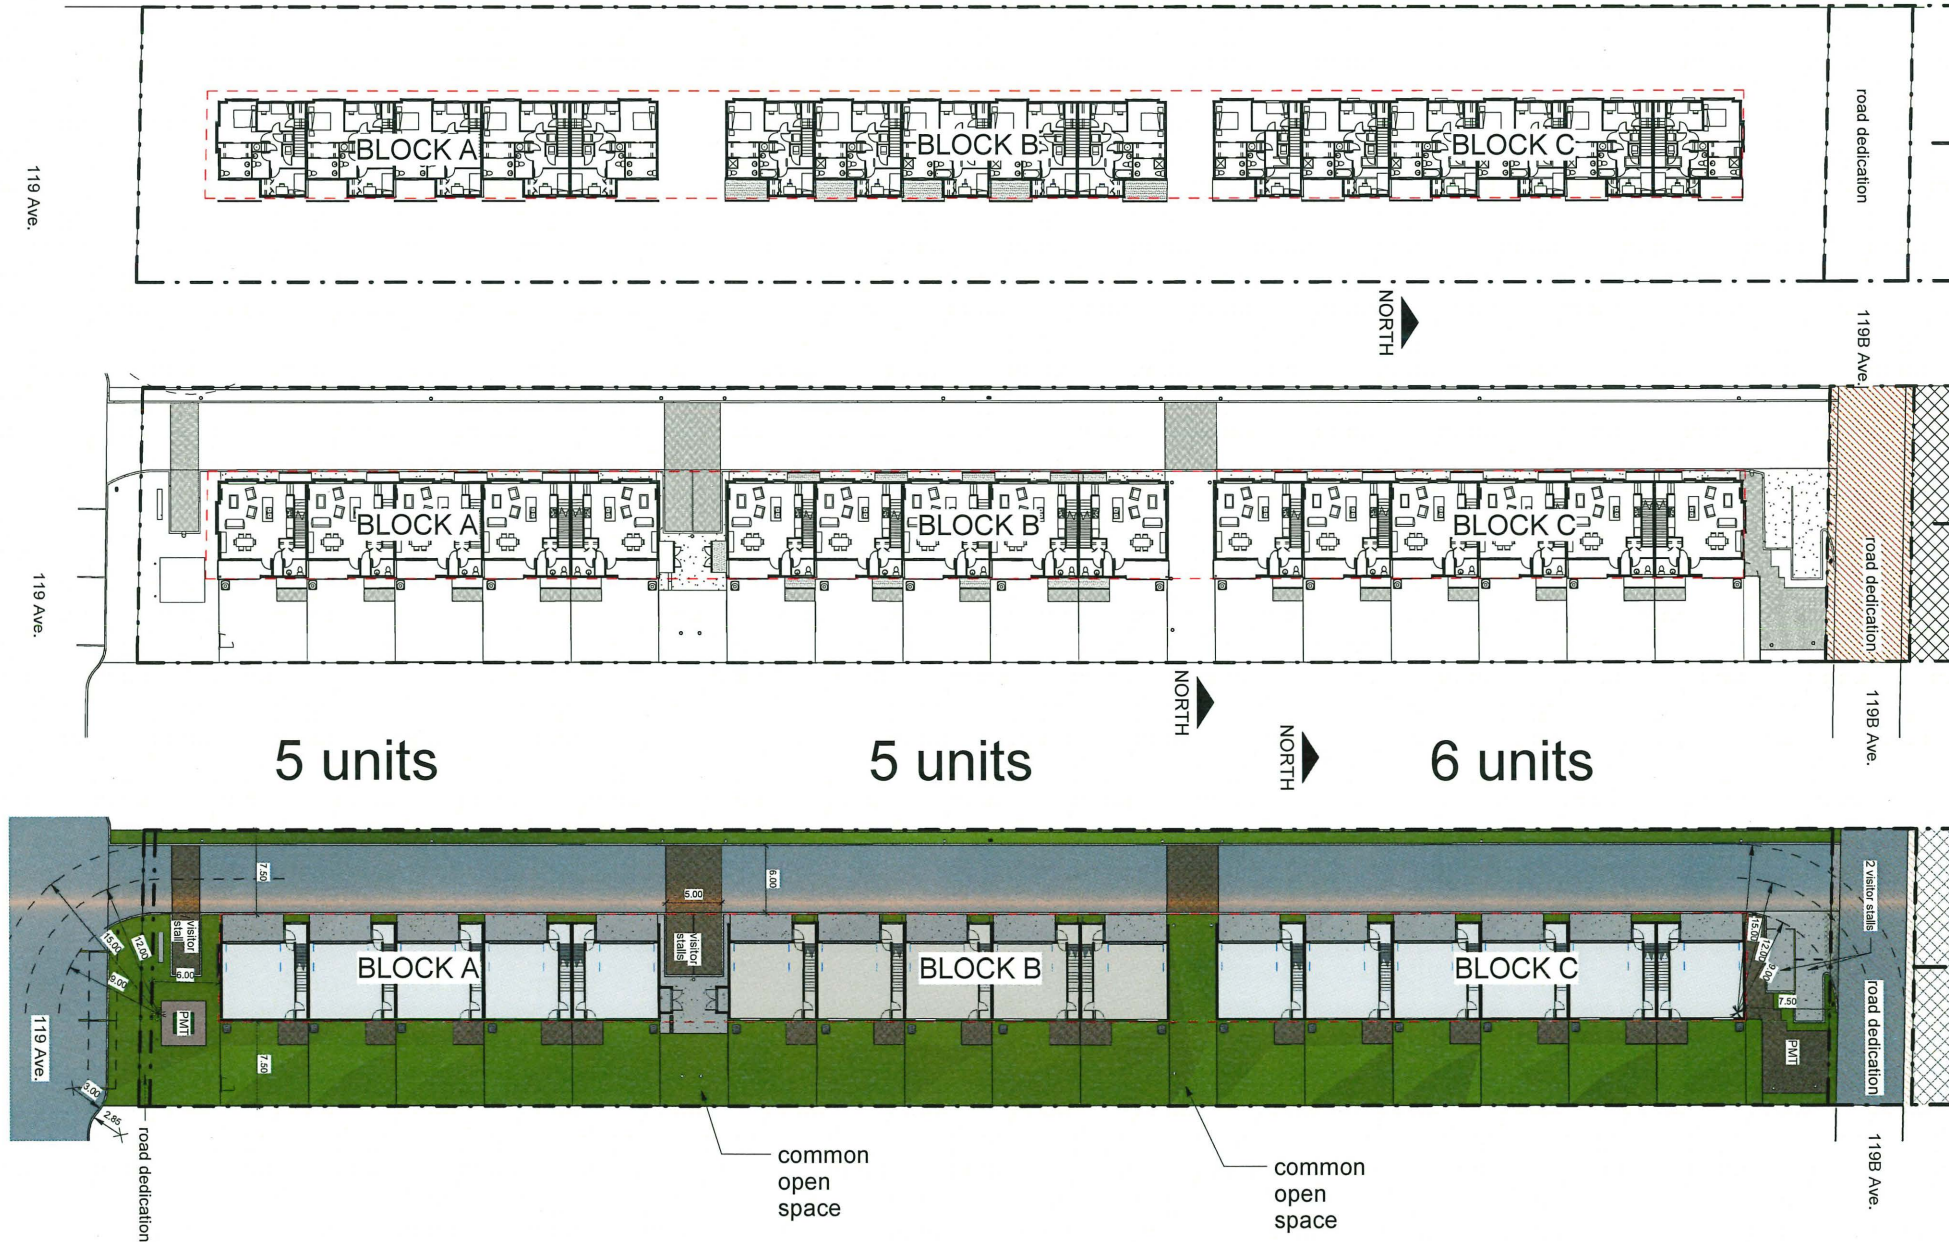 BLOCK A
BLOCK B
BLOCK C
road dedication
119 Ave.
NORTH
119B Ave.
BLOCK A
BLOCK B
BLOCK C
road dedication
119 Ave.
NORTH
119B Ave.
5 units
5 units
NORTH
6 units
7.50
6.00
5.00
2 visitor stalls
visitor
stall
visitor
stalls
15.00
12.00
9.00
6.00
BLOCK A
BLOCK B
BLOCK C
15.00
12.00
9.00
7.50
road dedication
PMT
PMT
119 Ave.
7.50
3.00
2.85
road dedication
common
open
space
common
open
space
119B Ave.